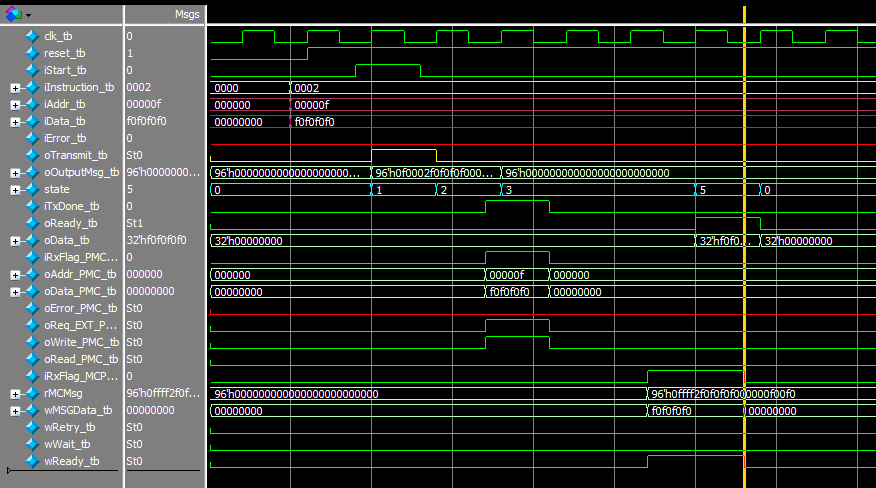 Msgs
clk_tb 0
reset_tb 1
iStart_tb 0
iInstruction_tb 0002 0000 0002
iAddr_tb 00000f 000000 00000f
iData_tb f0f0f0f0 00000000 f0f0f0f0
iError_tb 0
oTransmit_tb St0
oOutputMsg_tb 96'h0000000... 96'h0000000000000000000000... 96'h0f0002f0f0f0f000... 96'h000000000000000000000000
state 5 0 1 2 3 5 0
iTxDone_tb 0
oReady_tb St1
oData_tb 32'hf0f0f0f0 32'h00000000 32'hf0f0... 32'h00000000
iRxFlag_PMC... 0
oAddr_PMC_tb 000000 000000 00000f 000000
oData_PMC_tb 00000000 00000000 f0f0f0f0 00000000
oError_PMC_tb St0
oReq_EXT_P... St0
oWrite_PMC_tb St0
oRead_PMC_tb St0
iRxFlag_MCP... 0
rMCMsg 96'h0ffff2f0f... 96'h000000000000000000000000 96'h0ffff2f0f0f0f00000f00f0
wMSGData_tb 00000000 00000000 f0f0f0f0 00000000
wRetry_tb St0
wWait_tb St0
wReady_tb St0